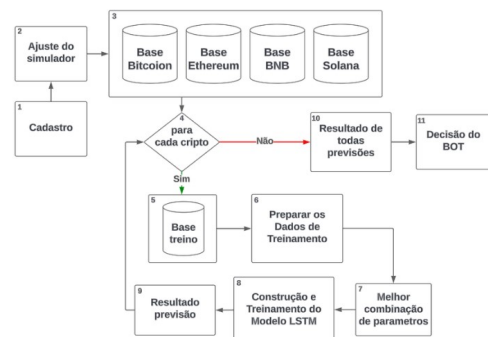 1
Cadastro
2
Ajuste do
simulador
3
Base
Bitcoion
Base
Ethereum
Base
BNB
Base
Solana
4
para
cada cripto
Não
Sim
5
Base
treino
6
Preparar os
Dados de
Treinamento
7
Melhor
combinação
de parametros
8
Construção e
Treinamento do
Modelo LSTM
9
Resultado
previsão
10
Resultado de
todas
previsões
11
Decisão do
BOT